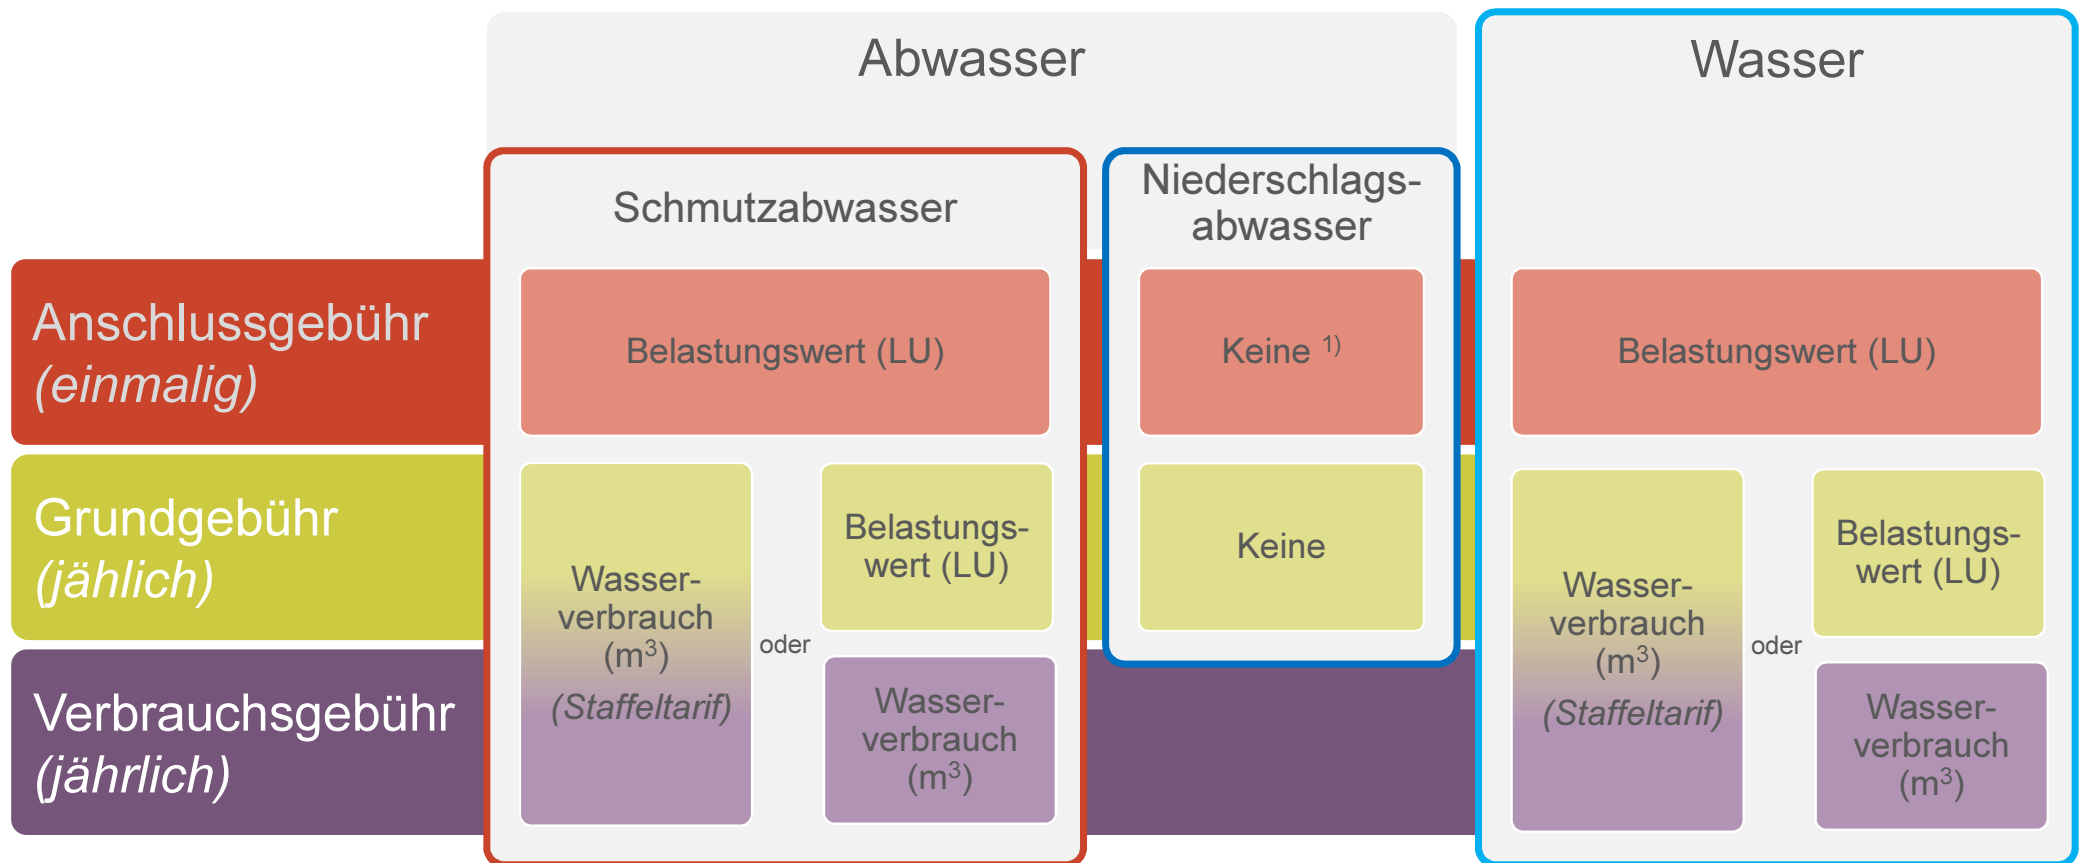 Abwasser
Wasser
Schmutzabwasser
Niederschlags-
abwasser
Anschlussgebühr
(einmalig)
Belastungswert (LU)
Keine 1)
Belastungswert (LU)
Grundgebühr
(jählich)
Wasser-
verbrauch
(m³)
(Staffeltarif)
oder
Belastungs-
wert (LU)
Wasser-
verbrauch
(m³)
Keine
Wasser-
verbrauch
(m³)
(Staffeltarif)
oder
Belastungs-
wert (LU)
Wasser-
verbrauch
(m³)
Verbrauchsgebühr
(jährlich)